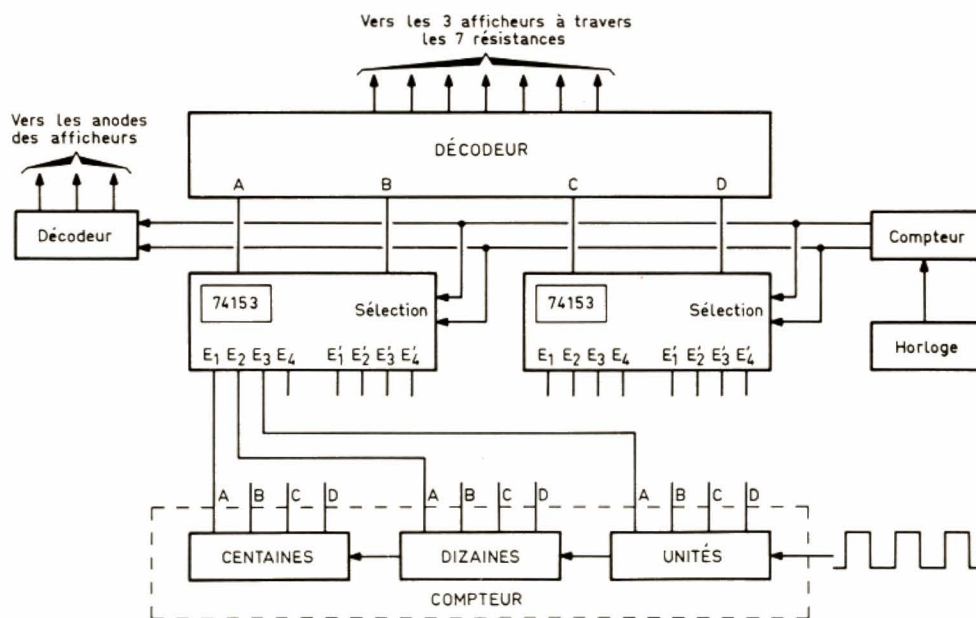 Vers les 3 afficheurs à travers
les 7 résistances
Vers les anodes
des afficheurs
DÉCODEUR
A B C D
Décodeur
Compteur
74153
Sélection
E1 E2 E3 E4 E'1 E'2 E'3 E'4
74153
Sélection
E1 E2 E3 E4 E'1 E'2 E'3 E'4
Horloge
A B C D
A B C D
A B C D
CENTAINES
DIZAINES
UNITÉS
COMPTEUR